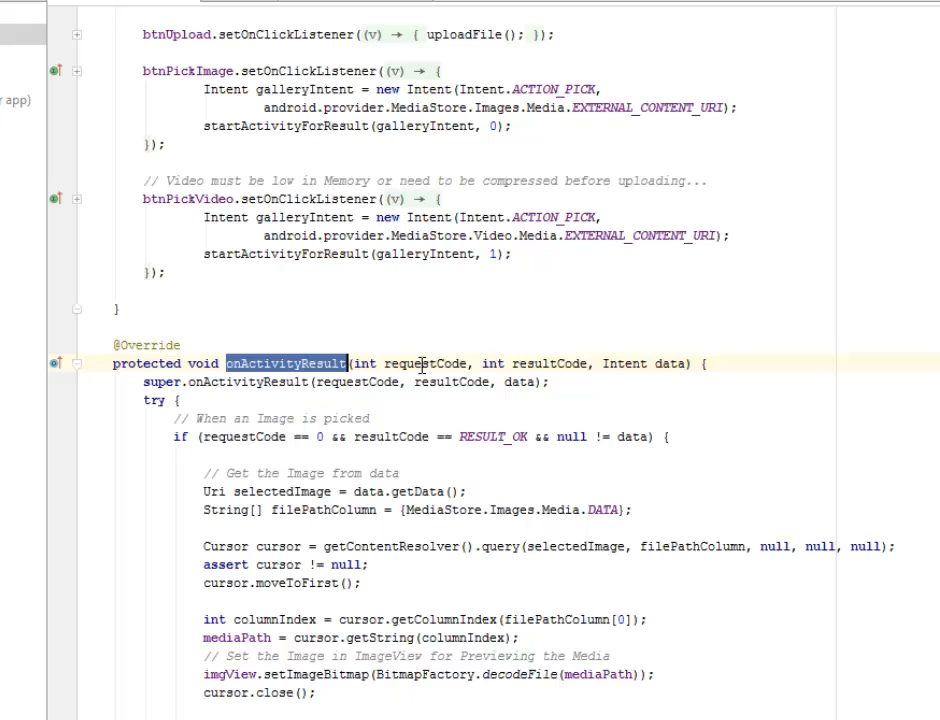 btnUpload.setOnClickListener((v) → { uploadFile(); });
btnPickImage.setOnClickListener((v) → {
Intent galleryIntent = new Intent(Intent.ACTION_PICK,
r app)
android.provider.MediaStore.Images.Media.EXTERNAL_CONTENT_URI);
startActivityForResult(galleryIntent, 0);
});
// Video must be low in Memory or need to be compressed before uploading...
btnPickVideo.setOnClickListener((v) → {
Intent galleryIntent = new Intent(Intent.ACTION_PICK,
android.provider.MediaStore.Video.Media.EXTERNAL_CONTENT_URI);
startActivityForResult(galleryIntent, 1);
});
}
@Override
protected void onActivityResult(int requestCode, int resultCode, Intent data) {
super.onActivityResult(requestCode, resultCode, data);
try {
// When an Image is picked
if (requestCode == 0 && resultCode == RESULT_OK && null != data) {
// Get the Image from data
Uri selectedImage = data.getData();
String[] filePathColumn = {MediaStore.Images.Media.DATA};
Cursor cursor = getContentResolver().query(selectedImage, filePathColumn, null, null, null);
assert cursor != null;
cursor.moveToFirst();
int columnIndex = cursor.getColumnIndex(filePathColumn[0]);
mediaPath = cursor.getString(columnIndex);
// Set the Image in ImageView for Previewing the Media
imgView.setImageBitmap(BitmapFactory.decodeFile(mediaPath));
cursor.close();